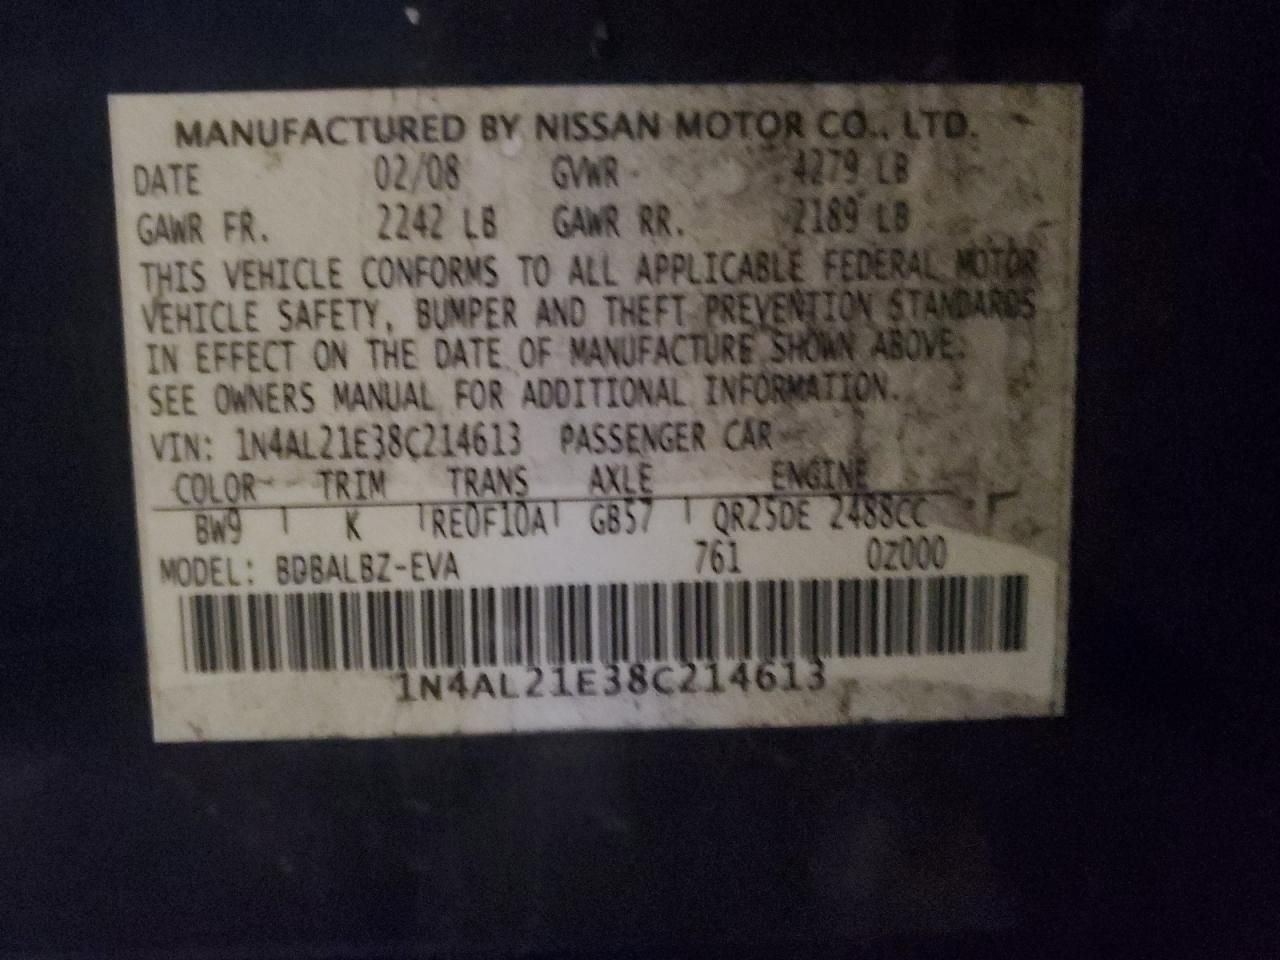 MANUFACTURED BY NISSAN MOTOR CO., LTD.
DATE 02/08 GVWR 4279 LB
GAWR FR. 2242 LB GAWR RR. 2189 LB
THIS VEHICLE CONFORMS TO ALL APPLICABLE FEDERAL MOTOR
VEHICLE SAFETY, BUMPER AND THEFT PREVENTION STANDARDS
IN EFFECT ON THE DATE OF MANUFACTURE SHOWN ABOVE.
SEE OWNERS MANUAL FOR ADDITIONAL INFORMATION.
VIN: 1N4AL21E38C214613 PASSENGER CAR
COLOR TRIM TRANS AXLE ENGINE
BW9 K RE0F10A GB57 QR25DE 2488CC
MODEL: BDBALBZ-EVA 761 0Z000
1N4AL21E38C214613